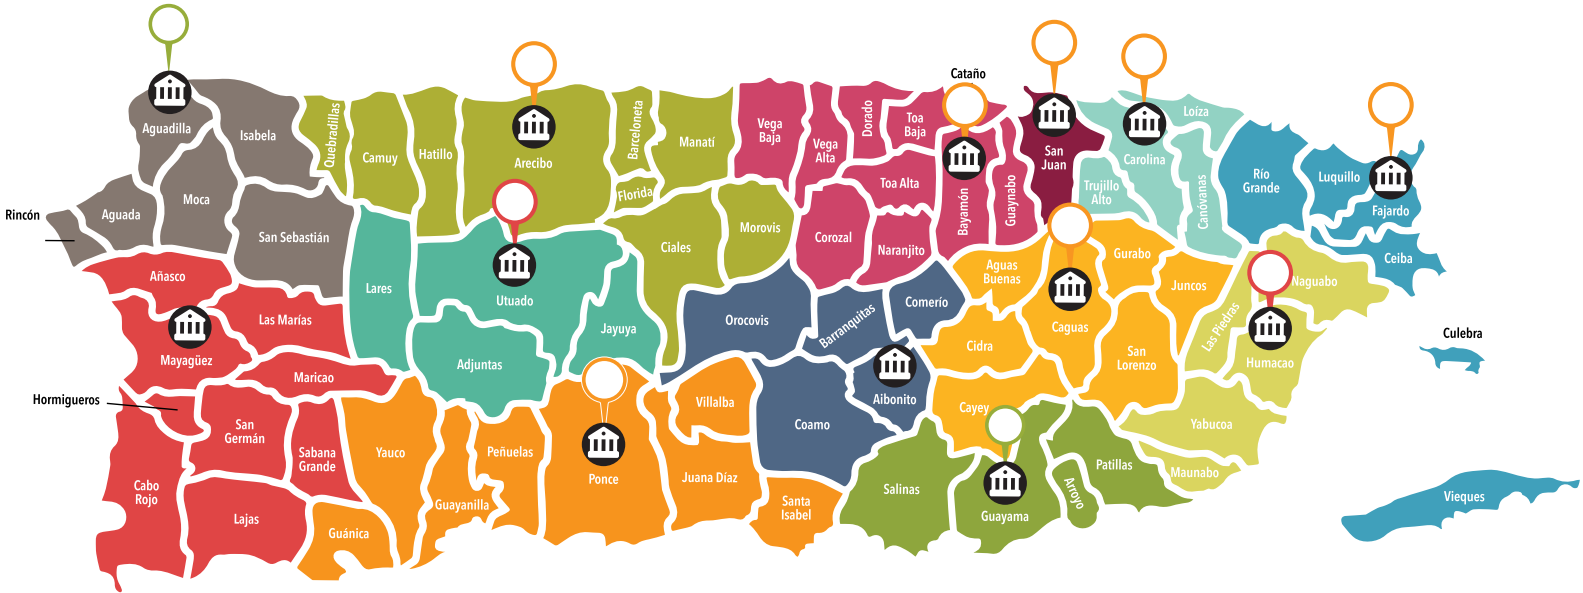 Cataño
Aguadilla
Isabela
Quebradillas
Camuy
Hatillo
Arecibo
Barceloneta
Manatí
Vega
Baja
Vega
Alta
Dorado
Toa
Baja
San
Juan
Carolina
Loíza
Río
Grande
Luquillo
Fajardo
Rincón
Aguada
Moca
San Sebastián
Florida
Ciales
Morovis
Corozal
Toa Alta
Naranjito
Bayamón
Guaynabo
Trujillo
Alto
Canóvanas
Ceiba
Añasco
Lares
Utuado
Jayuya
Orocovis
Barranquitas
Comerío
Aguas
Buenas
Caguas
Gurabo
Juncos
Las Piedras
Naguabo
Humacao
Culebra
Las Marías
Mayagüez
Maricao
Adjuntas
Cidra
San
Lorenzo
Hormigueros
San
Germán
Sabana
Grande
Yauco
Peñuelas
Ponce
Villalba
Coamo
Aibonito
Cayey
Yabucoa
Cabo
Rojo
Lajas
Guánica
Guayanilla
Juana Díaz
Santa
Isabel
Salinas
Guayama
Arroyo
Patillas
Maunabo
Vieques